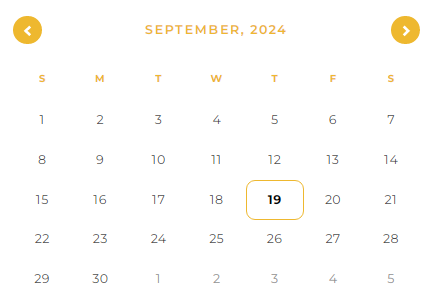 SEPTEMBER, 2024
S M T W T F S
1 2 3 4 5 6 7
8 9 10 11 12 13 14
15 16 17 18 19 20 21
22 23 24 25 26 27 28
29 30 1 2 3 4 5